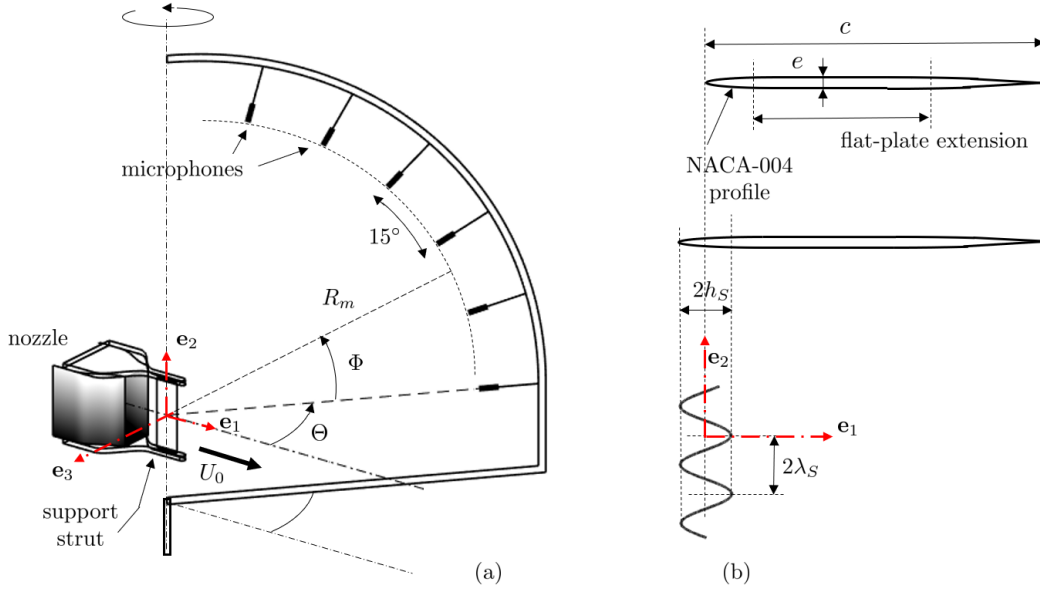 microphones
15°
R_m
nozzle
e_2
Φ
e_1
Θ
e_3
U_0
support
strut
(a)
c
e
flat-plate extension
NACA-004
profile
2h_S
e_2
e_1
2λ_S
(b)